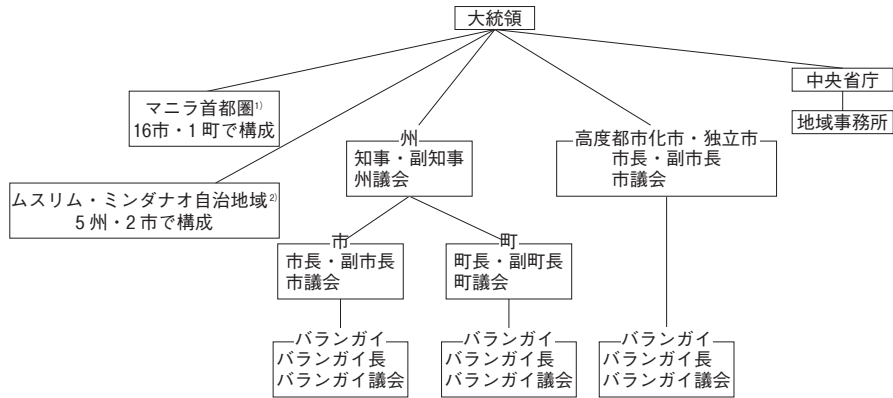 大統領
中央省庁
地域事務所
マニラ首都圏1)
16市・1町で構成
州
知事・副知事
州議会
高度都市化市・独立市
市長・副市長
市議会
ムスリム・ミンダナオ自治地域2)
5州・2市で構成
市
市長・副市長
市議会
町
町長・副町長
町議会
バランガイ
バランガイ長
バランガイ議会
バランガイ
バランガイ長
バランガイ議会
バランガイ
バランガイ長
バランガイ議会